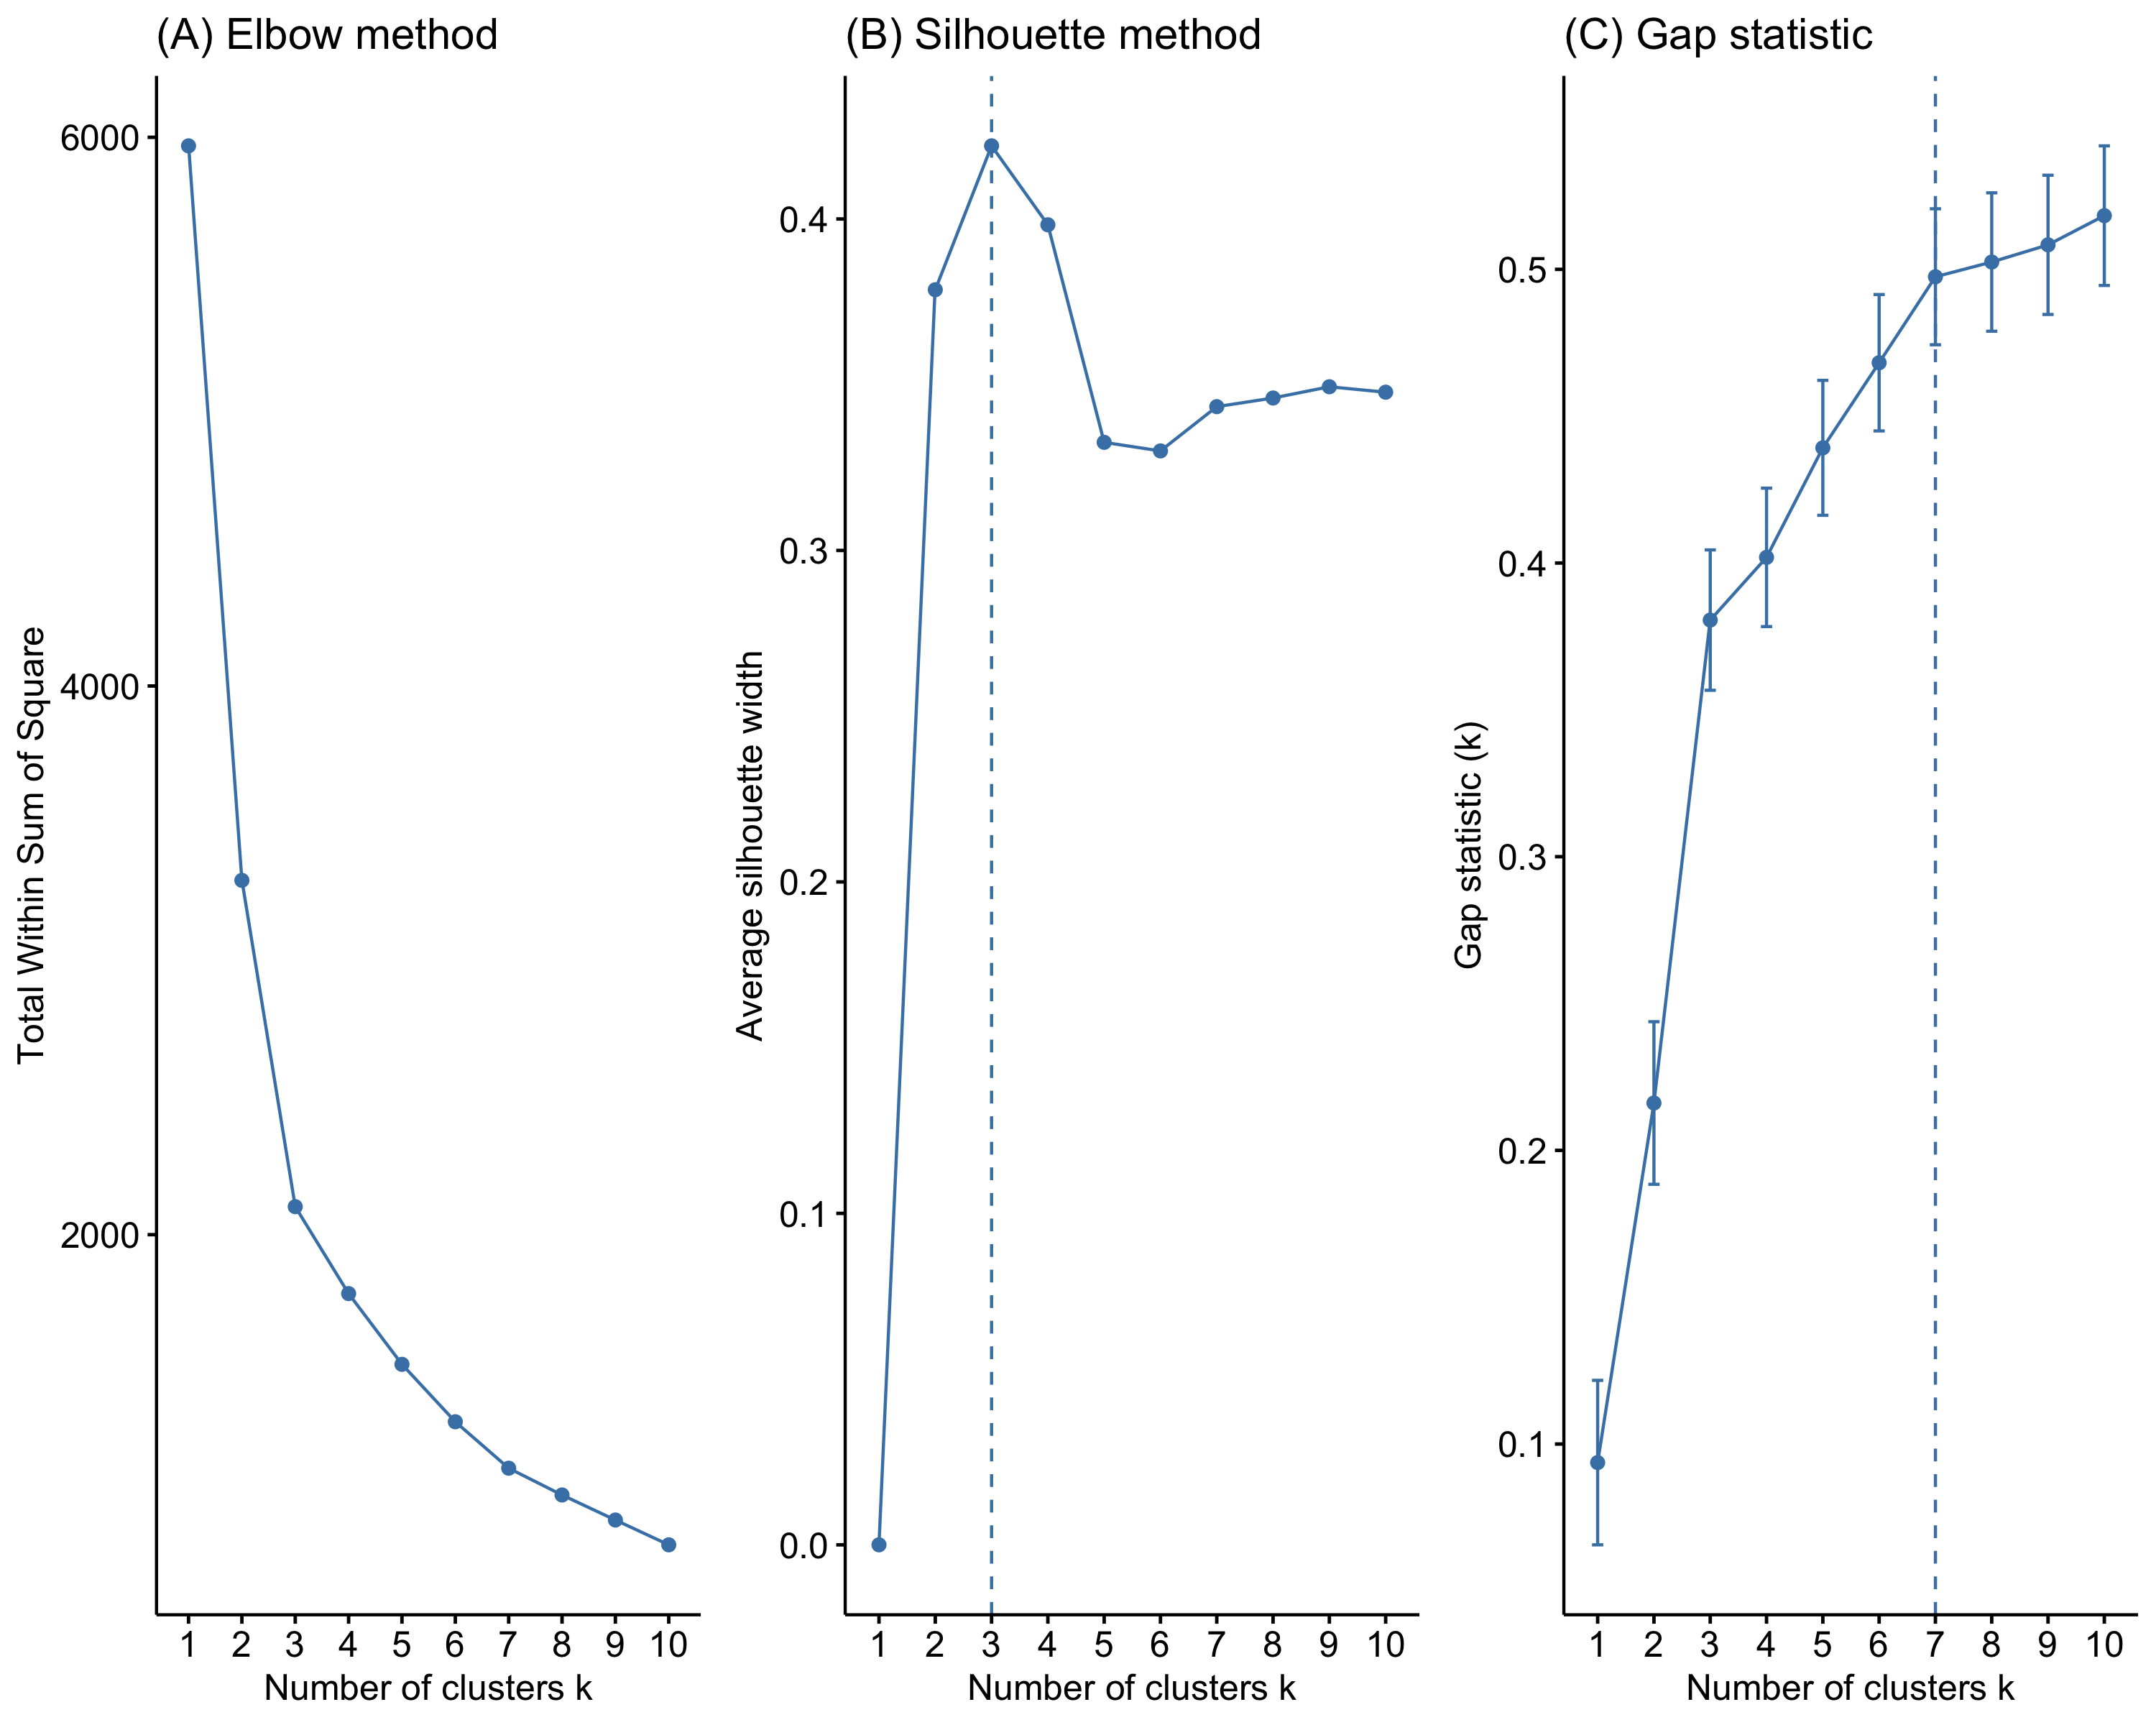 (A) Elbow method
6000
4000
2000
Total Within Sum of Square
1 2 3 4 5 6 7 8 9 10
Number of clusters k
(B) Silhouette method
0.4
0.3
0.2
0.1
0.0
Average silhouette width
1 2 3 4 5 6 7 8 9 10
Number of clusters k
(C) Gap statistic
0.5
0.4
0.3
0.2
0.1
Gap statistic (k)
1 2 3 4 5 6 7 8 9 10
Number of clusters k